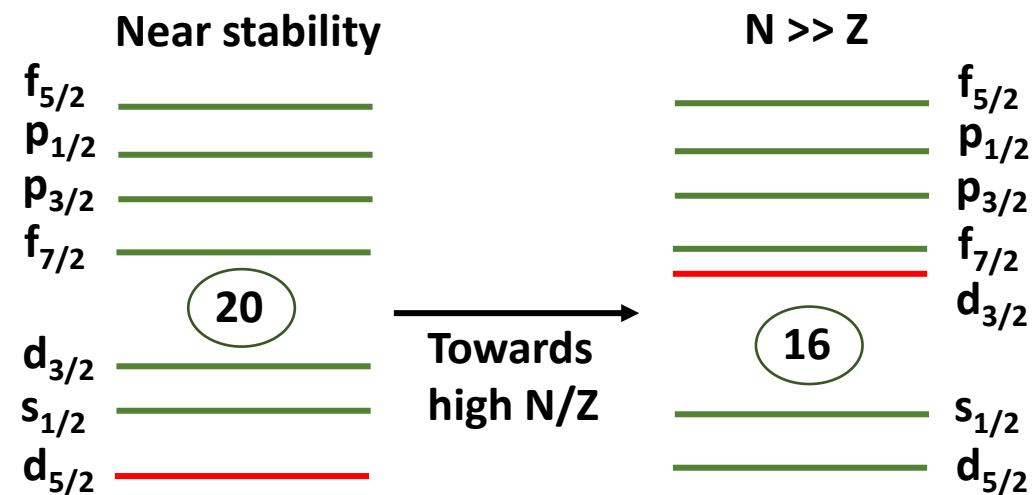 Near stability
N >> Z
f5/2
p1/2
p3/2
f7/2
20
d3/2
s1/2
d5/2
Towards
high N/Z
f5/2
p1/2
p3/2
f7/2
d3/2
16
s1/2
d5/2